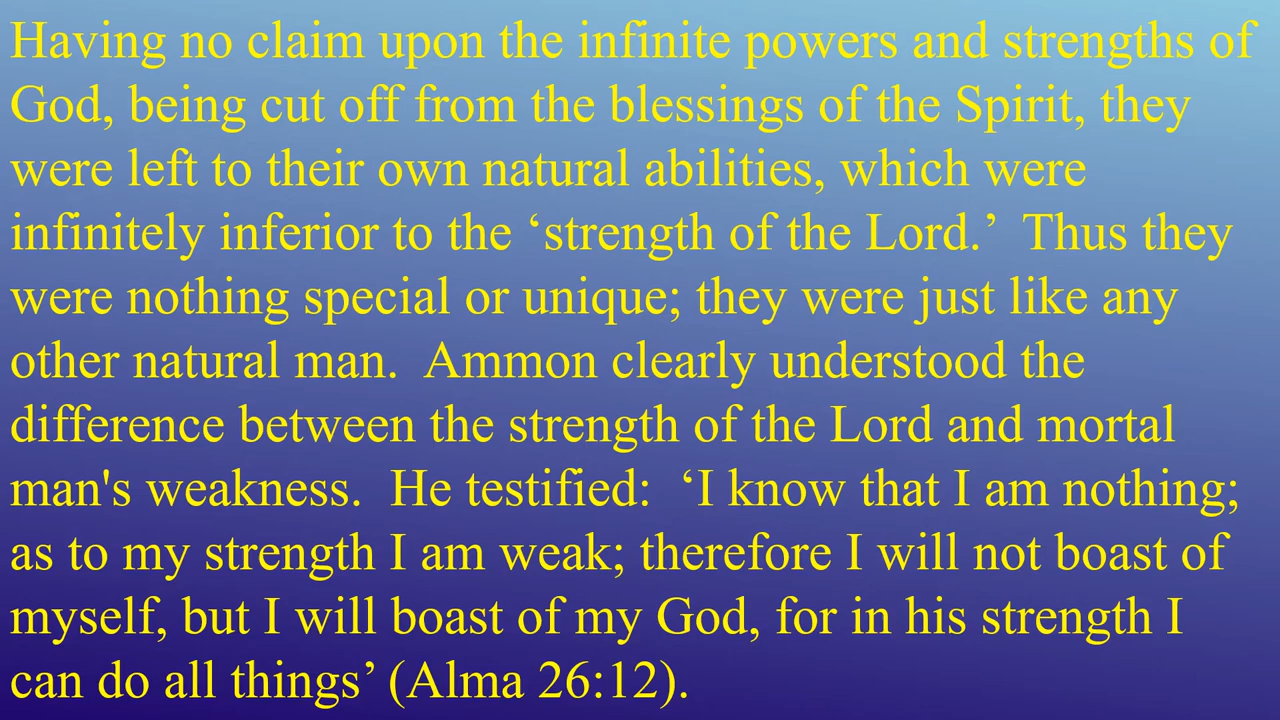 Having no claim upon the infinite powers and strengths of
God, being cut off from the blessings of the Spirit, they
were left to their own natural abilities, which were
infinitely inferior to the ‘strength of the Lord.’  Thus they
were nothing special or unique; they were just like any
other natural man.  Ammon clearly understood the
difference between the strength of the Lord and mortal
man's weakness.  He testified:  ‘I know that I am nothing;
as to my strength I am weak; therefore I will not boast of
myself, but I will boast of my God, for in his strength I
can do all things’ (Alma 26:12).